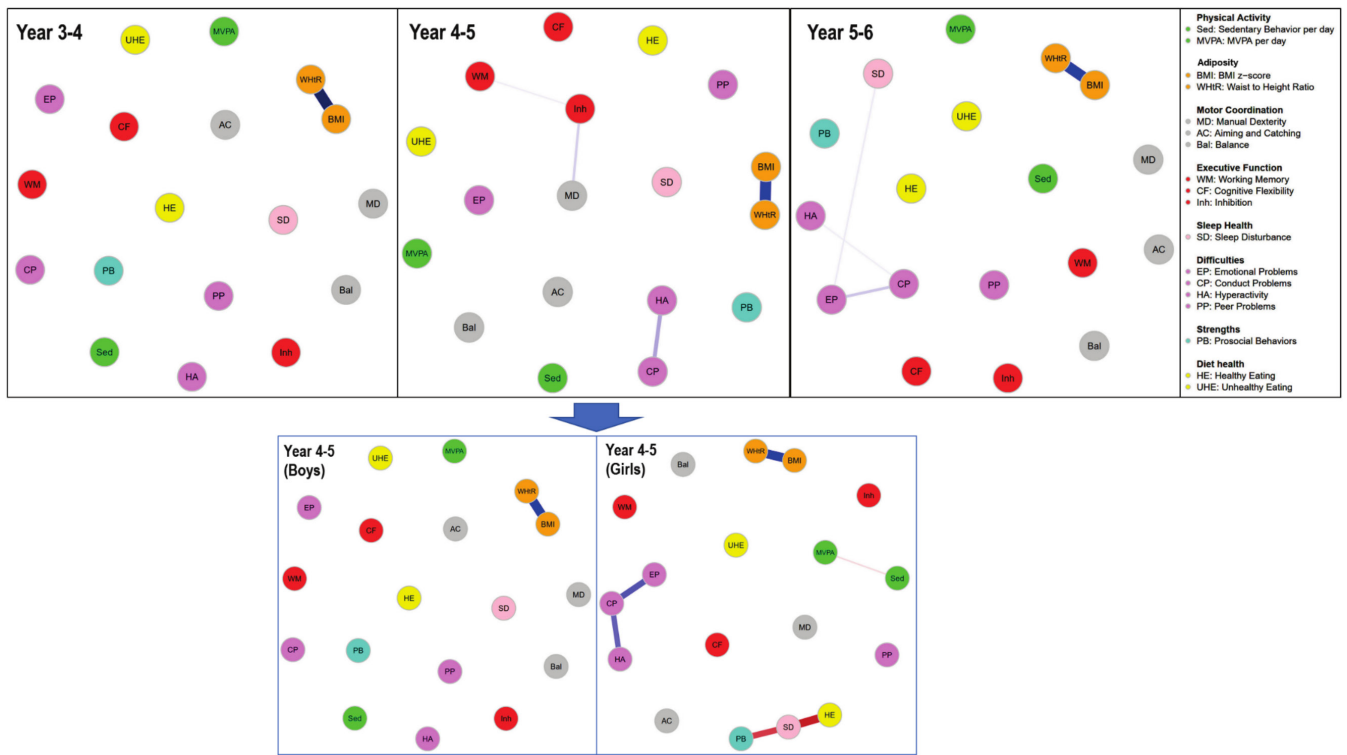 Year 3-4
MVPA
UHE
WHtR
EP
BMI
AC
CF
WM
MD
HE
SD
CP
PB
Bal
PP
Sed
Inh
HA
Year 4-5
CF
HE
WM
PP
Inh
UHE
BMI
SD
MD
EP
WHtR
MVPA
AC
HA
PB
Bal
CP
Sed
Year 5-6
MVPA
WHtR
SD
BMI
UHE
PB
MD
Sed
HE
HA
AC
WM
CP
PP
EP
Bal
CF
Inh
Physical Activity
Sed: Sedentary Behavior per day
MVPA: MVPA per day
Adiposity
BMI: BMI z−score
WHtR: Waist to Height Ratio
Motor Coordination
MD: Manual Dexterity
AC: Aiming and Catching
Bal: Balance
Executive Function
WM: Working Memory
CF: Cognitive Flexibility
Inh: Inhibition
Sleep Health
SD: Sleep Disturbance
Difficulties
EP: Emotional Problems
CP: Conduct Problems
HA: Hyperactivity
PP: Peer Problems
Strengths
PB: Prosocial Behaviors
Diet health
HE: Healthy Eating
UHE: Unhealthy Eating
Year 4-5
(Boys)
MVPA
UHE
WHtR
EP
BMI
AC
CF
WM
MD
HE
SD
CP
PB
Bal
PP
Sed
Inh
HA
Year 4-5
(Girls)
WHtR
BMI
Bal
Inh
WM
UHE
MVPA
EP
Sed
CP
MD
CF
PP
HA
HE
AC
SD
PB